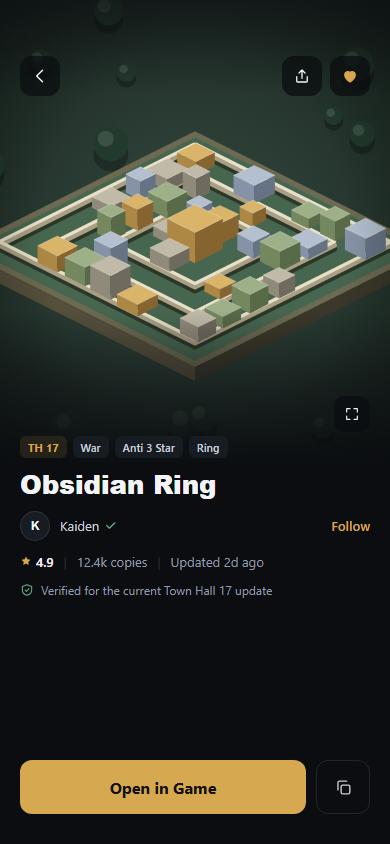 TH 17 War Anti 3 Star Ring
Obsidian Ring
K Kaiden Follow
4.9 | 12.4k copies | Updated 2d ago
Verified for the current Town Hall 17 update
Open in Game